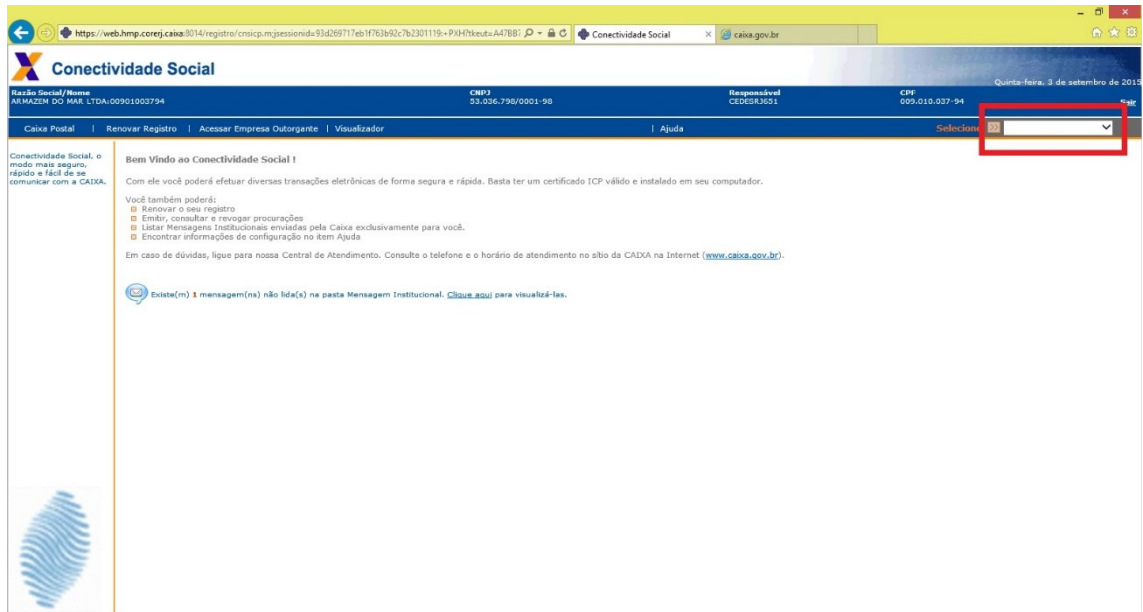 https://web.hmp.corerj.caixa:8014/registro/cnsicp.m;jsessionid=93d269717eb1f763b92c7b2301119:+PXH?tkeut=
Conectividade Social
caixa.gov.br
Conectividade Social
Quinta-feira, 3 de setembro de 2015
Razão Social/Nome CNPJ Responsável CPF
ARMAZEM DO MAR LTDA:00901003794 53.036.798/0001-98 CEDESRJ651 009.010.037-94 Sair
Caixa Postal | Renovar Registro | Acessar Empresa Outorgante | Visualizador | Ajuda Selecione
Conectividade Social, o
modo mais seguro,
rápido e fácil de se
comunicar com a CAIXA.
Bem Vindo ao Conectividade Social !
Com ele você poderá efetuar diversas transações eletrônicas de forma segura e rápida. Basta ter um certificado ICP válido e instalado em seu computador.
Você também poderá:
Renovar o seu registro
Emitir, consultar e revogar procurações
Listar Mensagens Institucionais enviadas pela Caixa exclusivamente para você.
Encontrar informações de configuração no item Ajuda
Em caso de dúvidas, ligue para nossa Central de Atendimento. Consulte o telefone e o horário de atendimento no sítio da CAIXA na Internet (www.caixa.gov.br).
Existe(m) 1 mensagem(ns) não lida(s) na pasta Mensagem Institucional. Clique aqui para visualizá-las.